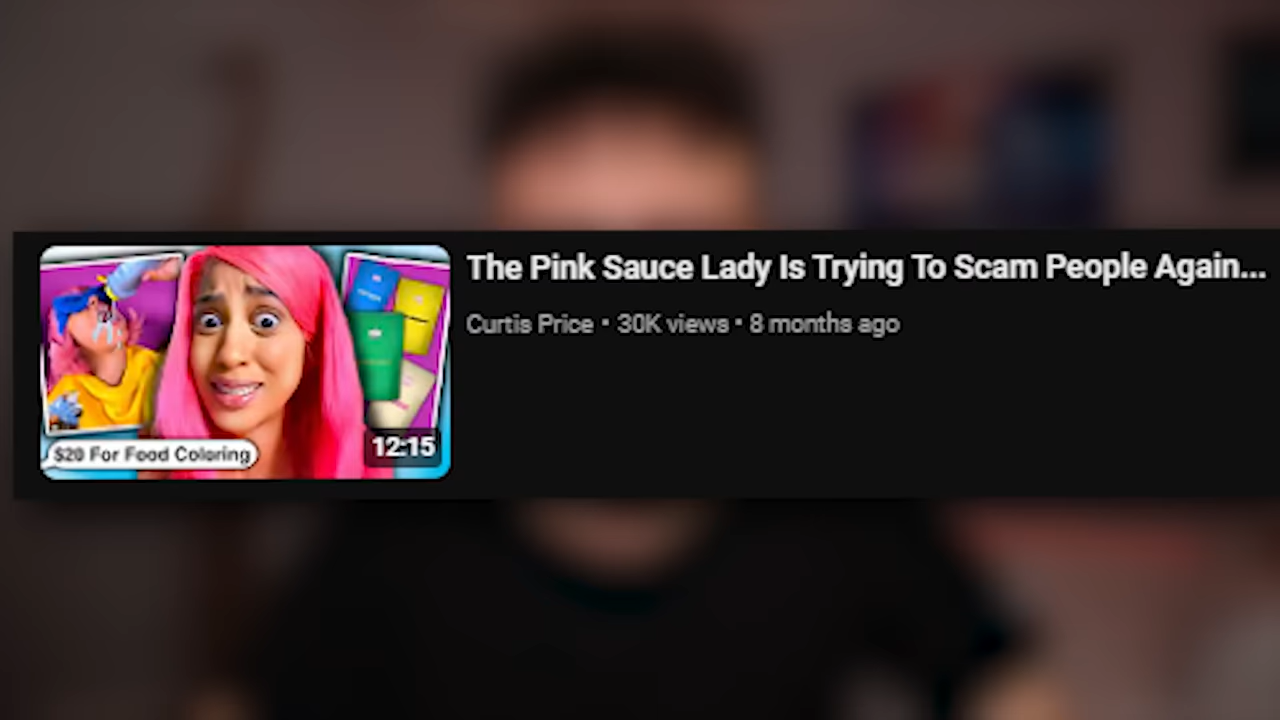 The Pink Sauce Lady Is Trying To Scam People Again...
Curtis Price • 30K views • 8 months ago
$20 For Food Coloring
12:15